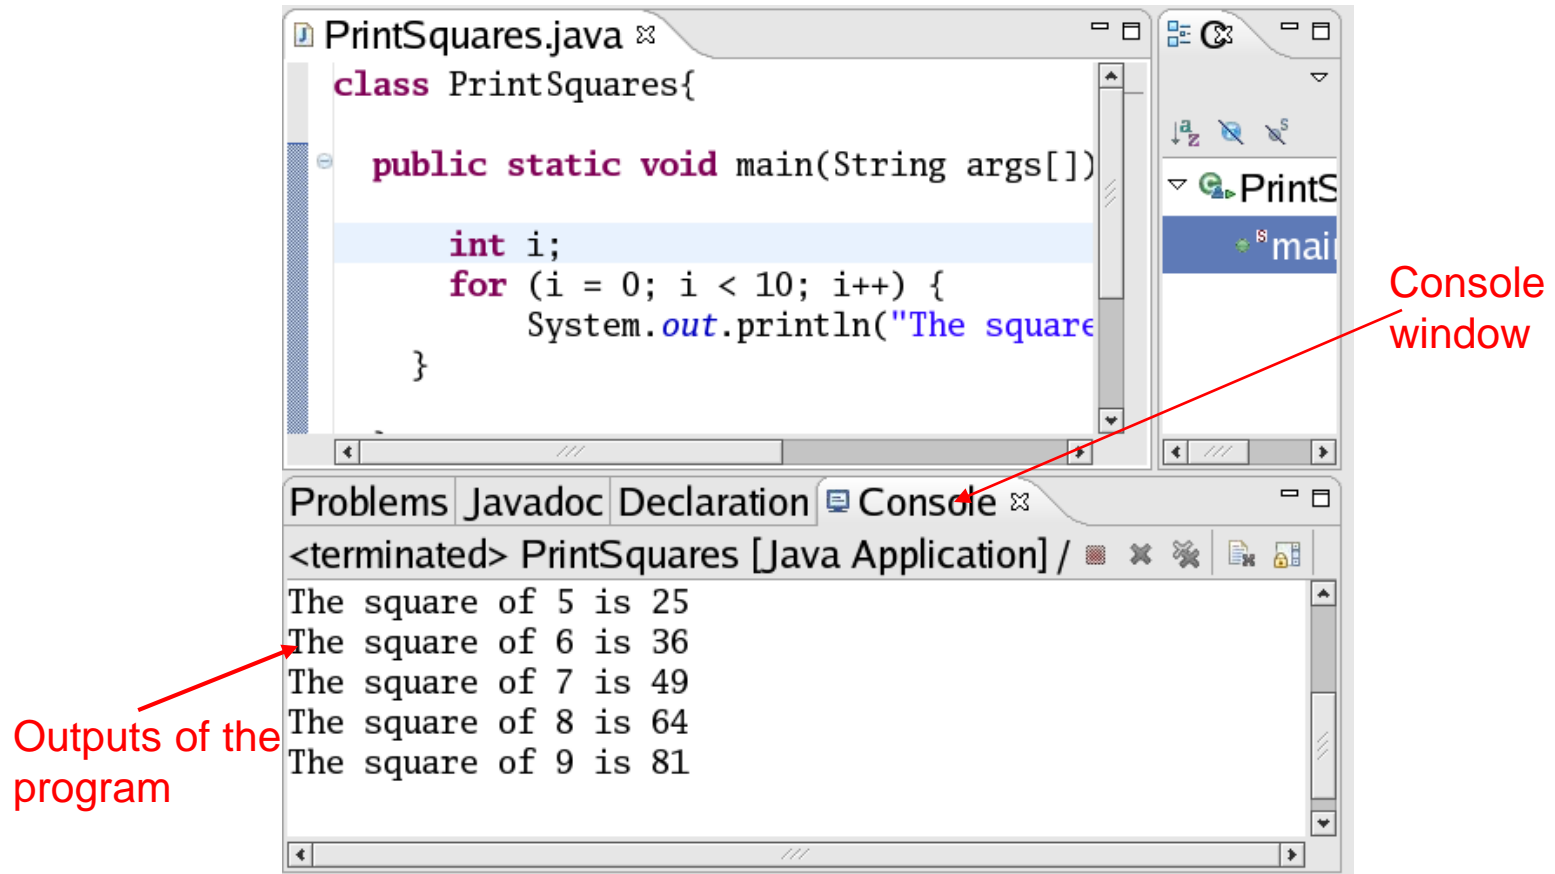 PrintSquares.java
class PrintSquares{
public static void main(String args[])
int i;
for (i = 0; i < 10; i++) {
System.out.println("The square
}
PrintS
mai
Console
window
Problems Javadoc Declaration Console
<terminated> PrintSquares [Java Application] /
The square of 5 is 25
The square of 6 is 36
The square of 7 is 49
The square of 8 is 64
The square of 9 is 81
Outputs of the
program